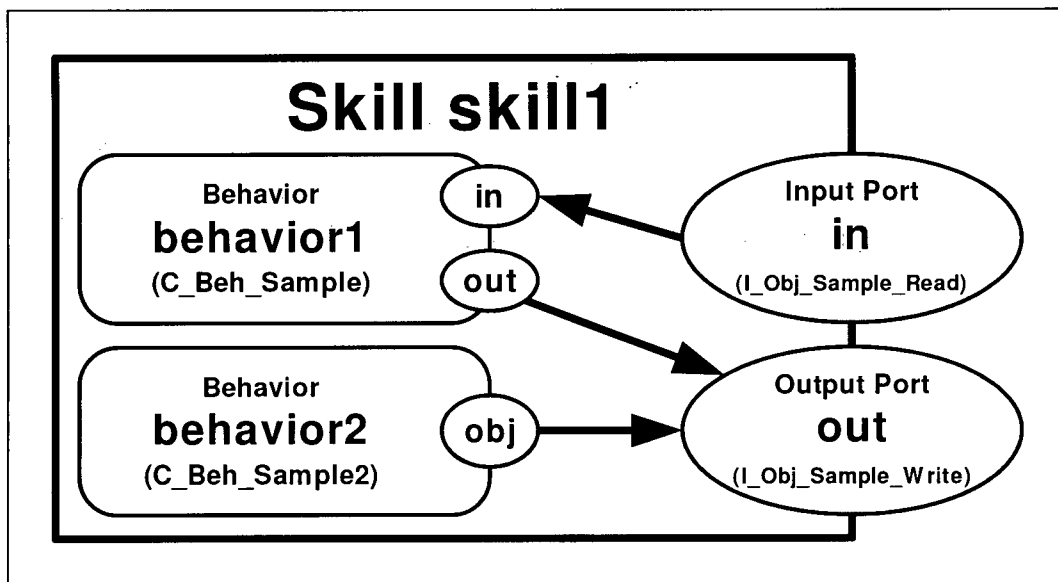 Skill skill1
Behavior
behavior1
(C_Beh_Sample)
in
out
Input Port
in
(I_Obj_Sample_Read)
Behavior
behavior2
(C_Beh_Sample2)
obj
Output Port
out
(I_Obj_Sample_Write)